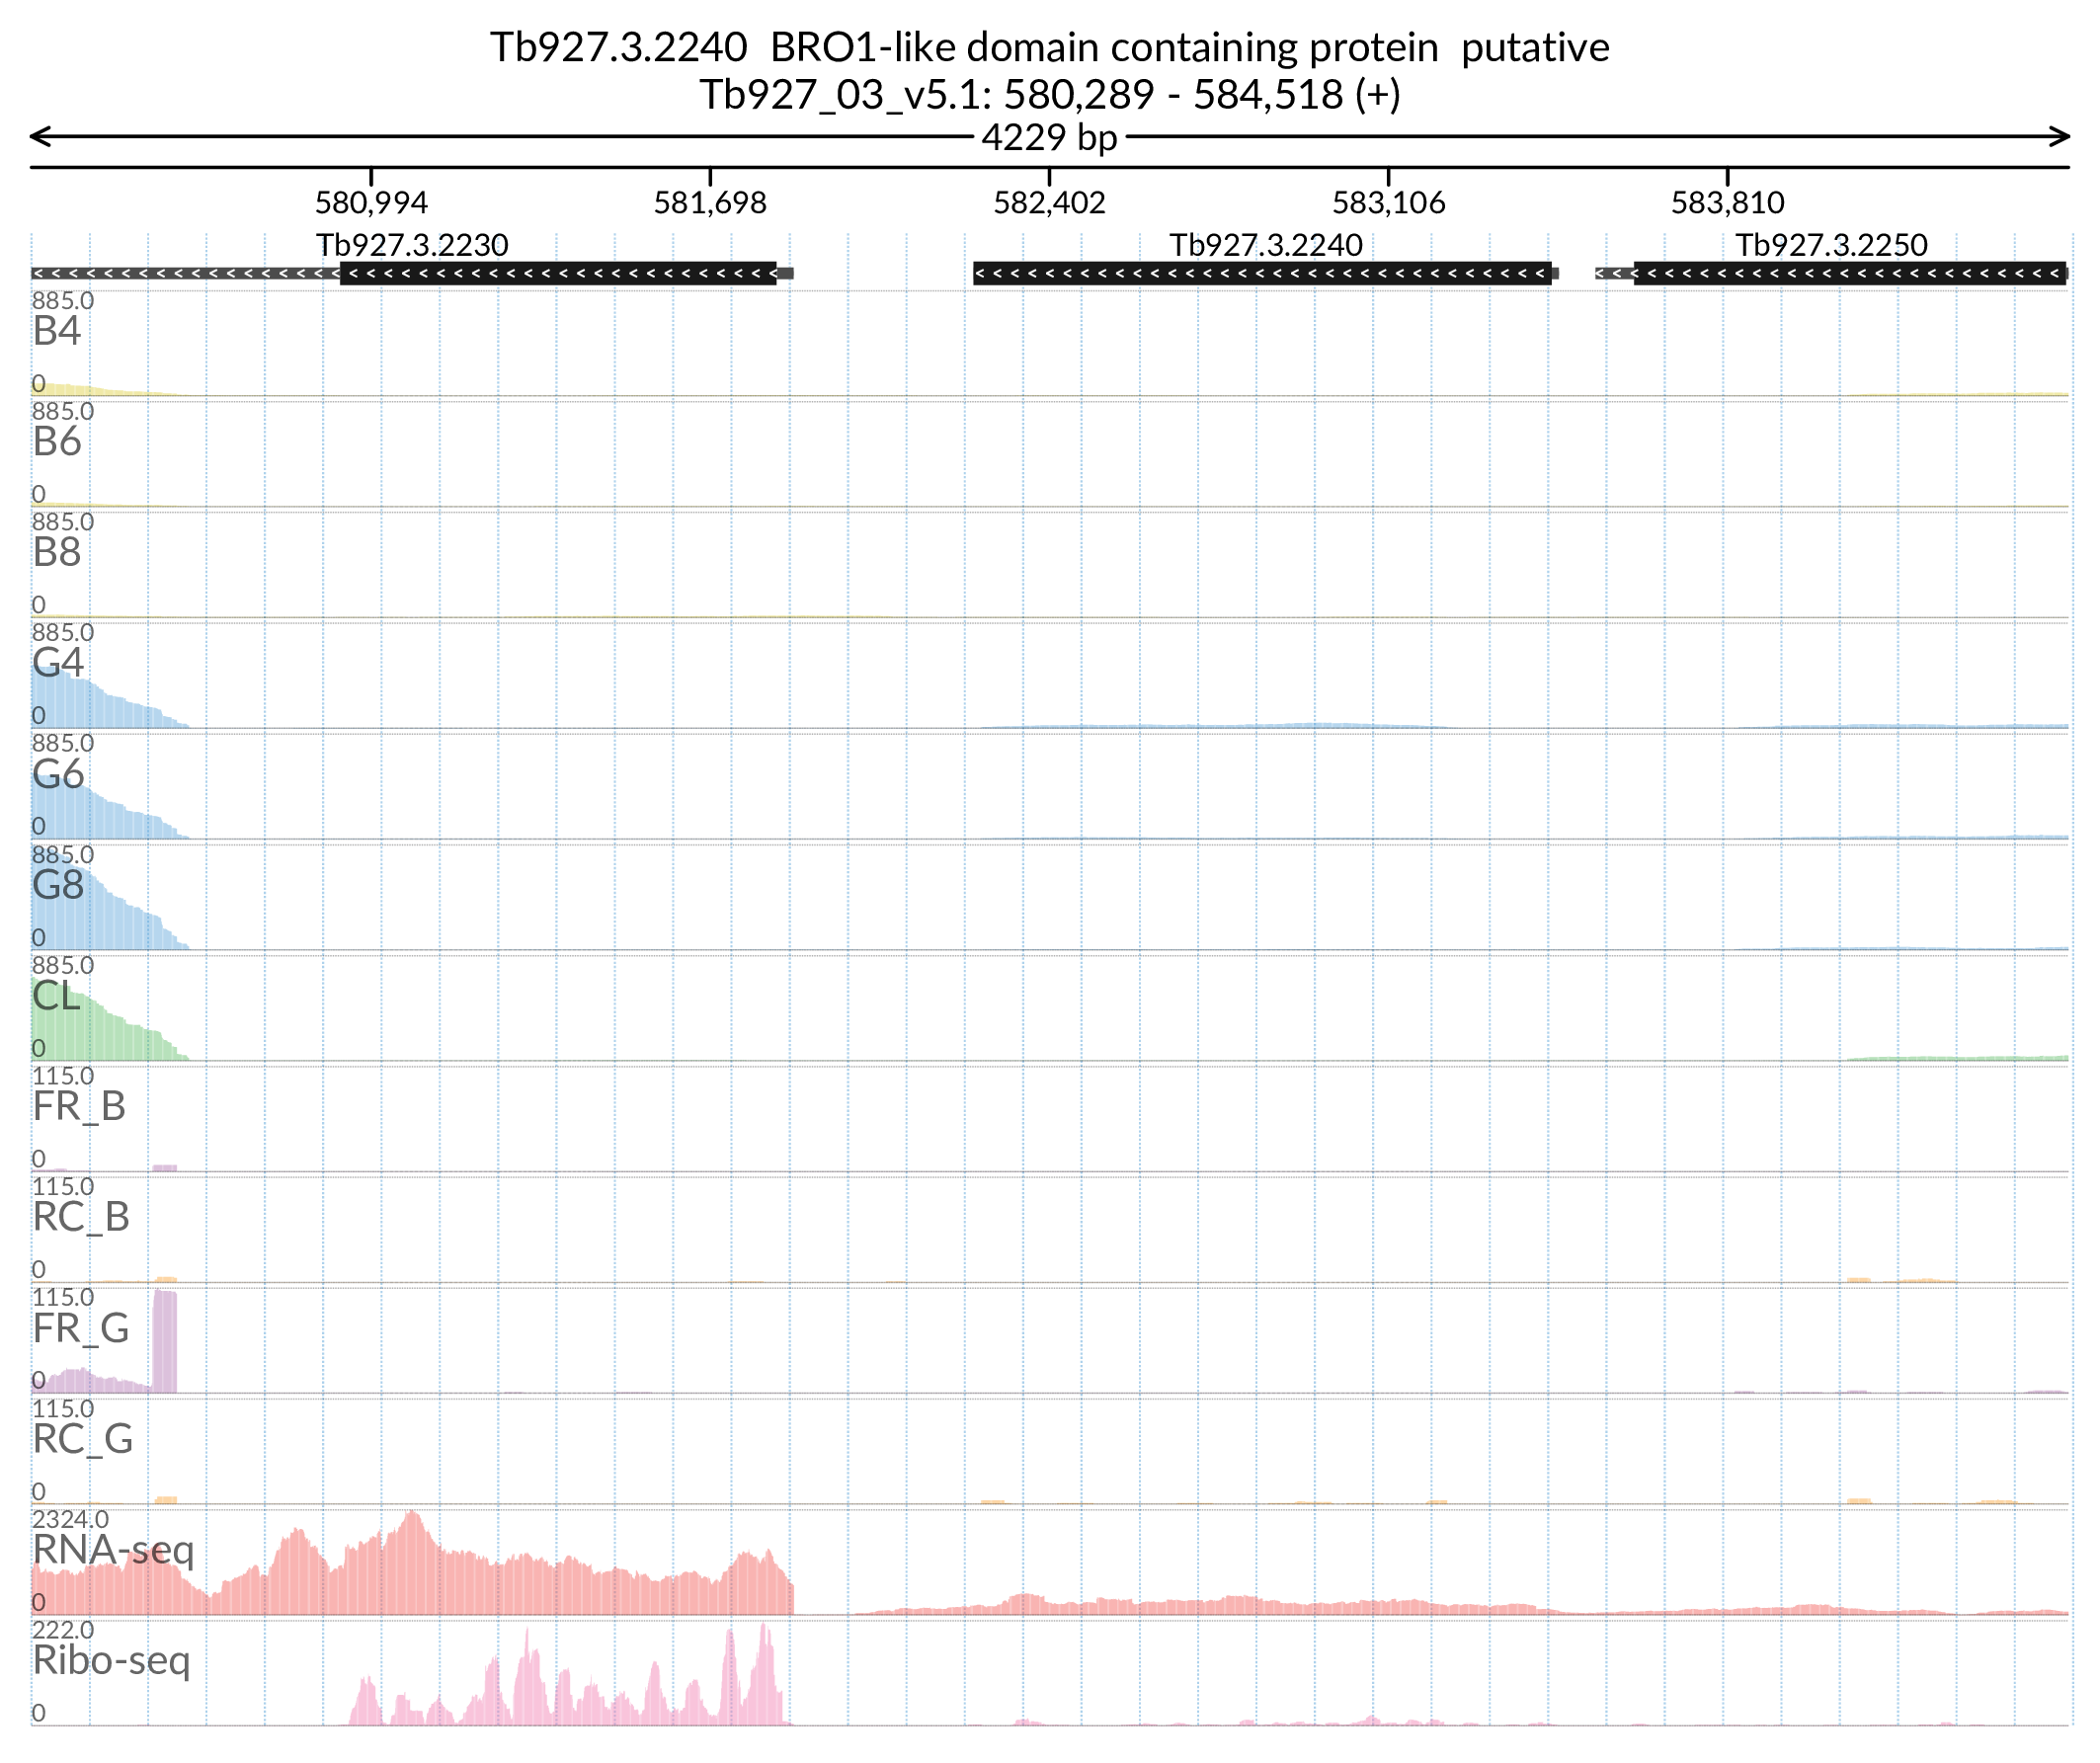 Tb927.3.2240  BRO1-like domain containing protein  putative
Tb927_03_v5.1: 580,289 - 584,518 (+)
4229 bp
580,994 581,698 582,402 583,106 583,810
Tb927.3.2230 Tb927.3.2240 Tb927.3.2250
885.0
B4
0
885.0
B6
0
885.0
B8
0
885.0
G4
0
885.0
G6
0
885.0
G8
0
885.0
CL
0
115.0
FR_B
0
115.0
RC_B
0
115.0
FR_G
0
115.0
RC_G
0
2324.0
RNA-seq
0
222.0
Ribo-seq
0